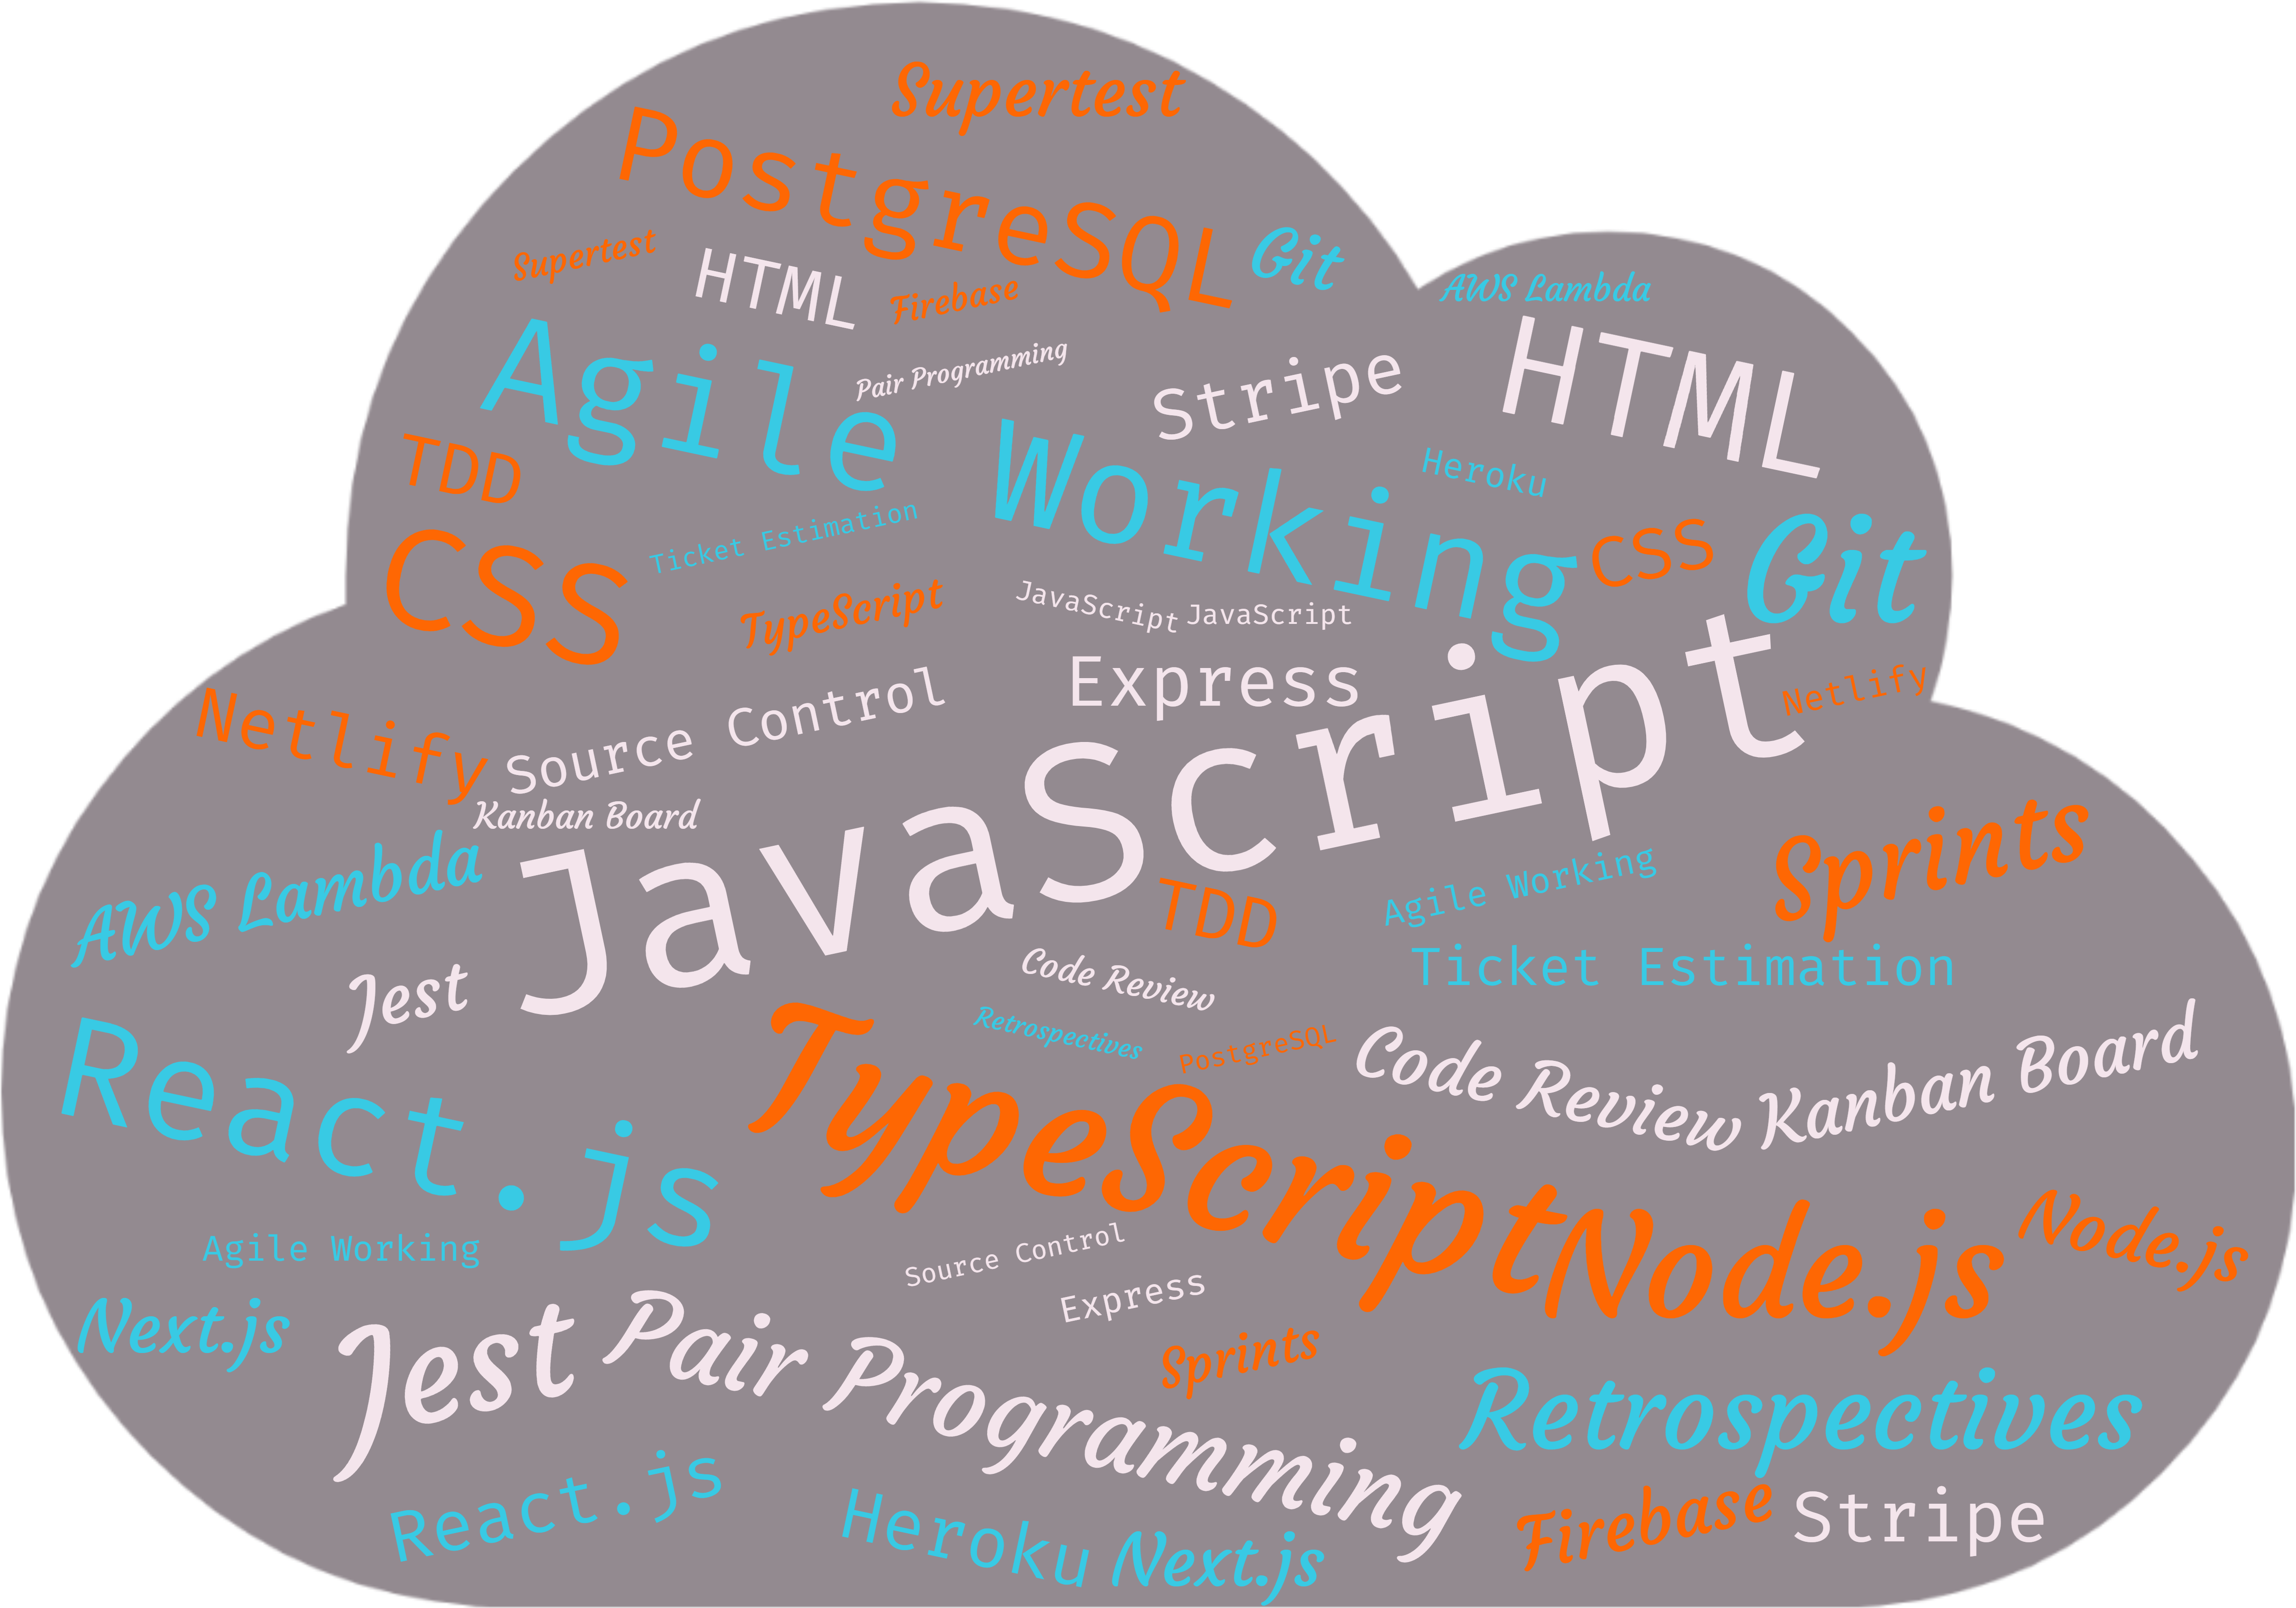 Supertest
PostgreSQL
Supertest
HTML
Firebase
Git
AWS Lambda
Agile Working
Pair Programming
Stripe
HTML
TDD
Heroku
CSS
Ticket Estimation
CSS
Git
TypeScript
JavaScript
JavaScript
Express
Netlify
Source Control
Netlify
Kanban Board
JavaScript
AWS Lambda
Sprints
TDD
Agile Working
Jest
Code Review
Ticket Estimation
React.js
Retrospectives
PostgreSQL
Code Review
Kanban Board
TypeScript
Node.js
Node.js
Agile Working
Source Control
Express
Next.js
Jest
Pair Programming
Sprints
Retrospectives
React.js
Heroku
Next.js
Firebase
Stripe